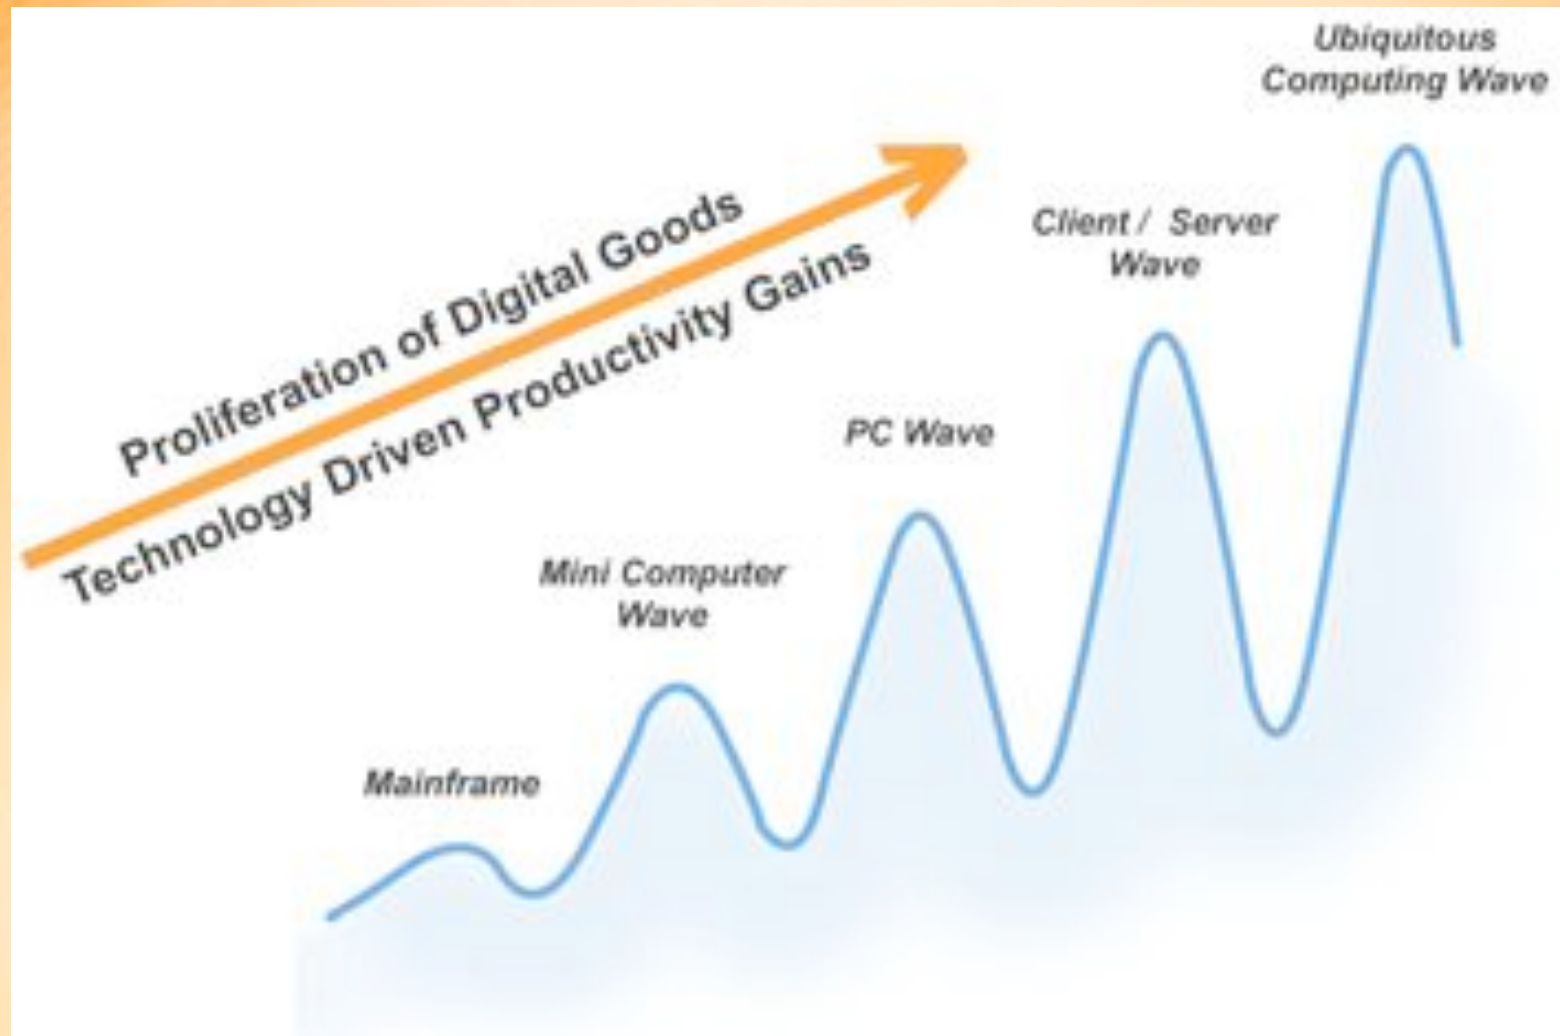 Ubiquitous
Computing Wave
Proliferation of Digital Goods
Technology Driven Productivity Gains
Client / Server
Wave
PC Wave
Mini Computer
Wave
Mainframe